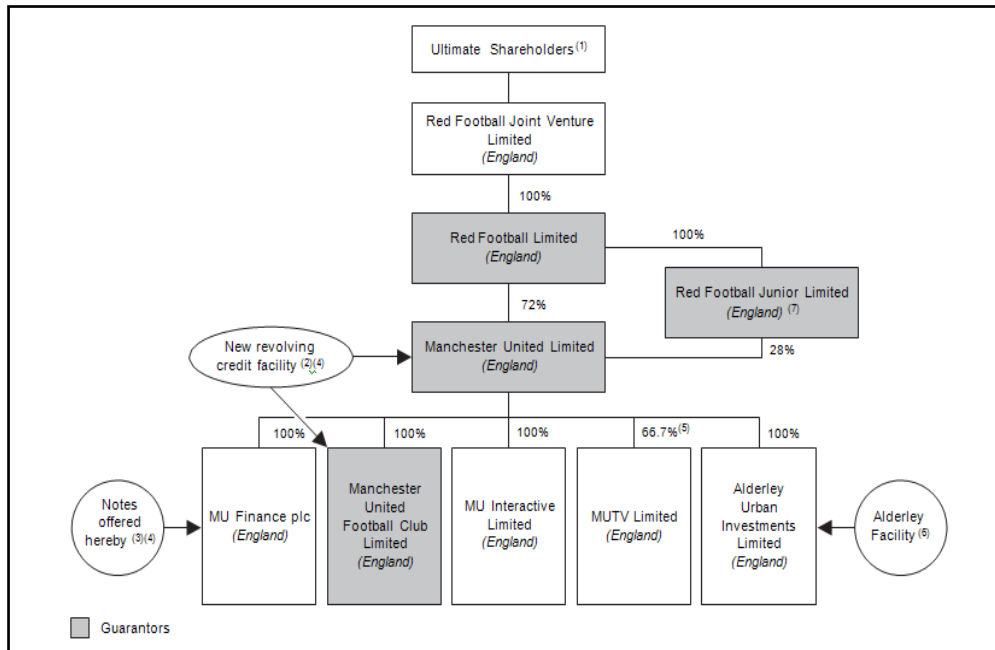 Ultimate Shareholders (1)
Red Football Joint Venture
Limited
(England)
100%
Red Football Limited
(England)
100%
Red Football Junior Limited
(England) (7)
72%
28%
New revolving
credit facility (2)(4)
Manchester United Limited
(England)
100%
100%
100%
66.7%(5)
100%
Notes
offered
hereby (3)(4)
MU Finance plc
(England)
Manchester
United
Football Club
Limited
(England)
MU Interactive
Limited
(England)
MUTV Limited
(England)
Alderley
Urban
Investments
Limited
(England)
Alderley
Facility (6)
Guarantors